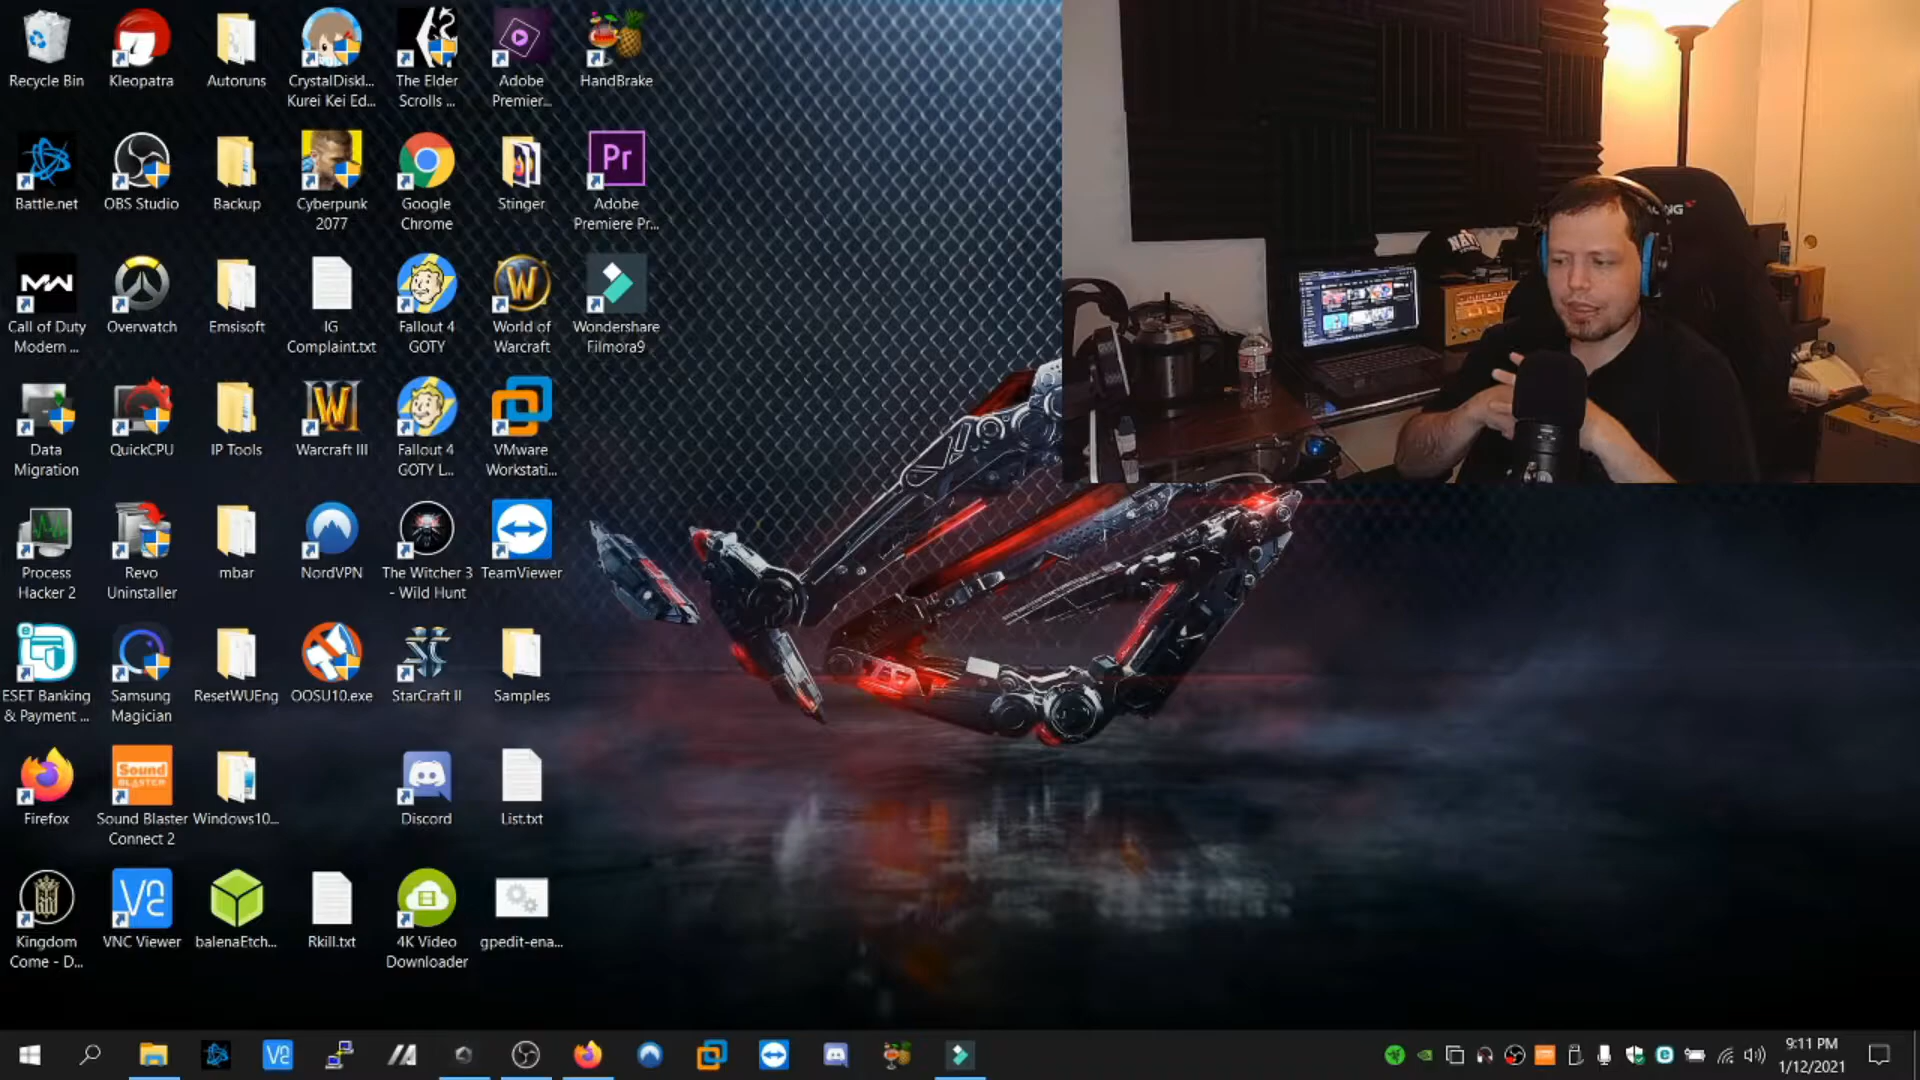 Recycle Bin
Kleopatra
Autoruns
CrystalDiskI...
Kurei Kei Ed...
The Elder
Scrolls ...
Adobe
Premier...
HandBrake
Battle.net
OBS Studio
Backup
Cyberpunk
2077
Google
Chrome
Stinger
Pr
Adobe
Premiere Pr...
MW
Call of Duty
Modern ...
Overwatch
Emsisoft
IG
Complaint.txt
Fallout 4
GOTY
W
World of
Warcraft
Wondershare
Filmora9
Data
Migration
QuickCPU
IP Tools
W
Warcraft III
Fallout 4
GOTY L...
VMware
Workstati...
Process
Hacker 2
Revo
Uninstaller
mbar
NordVPN
The Witcher 3
- Wild Hunt
TeamViewer
ESET Banking
& Payment ...
Samsung
Magician
ResetWUEng
OOSU10.exe
StarCraft II
Samples
Firefox
Sound
BLASTER
Sound Blaster
Connect 2
Windows10...
Discord
List.txt
Kingdom
Come - D...
VNC Viewer
balenaEtch...
Rkill.txt
4K Video
Downloader
gpedit-ena...
9:11 PM
1/12/2021